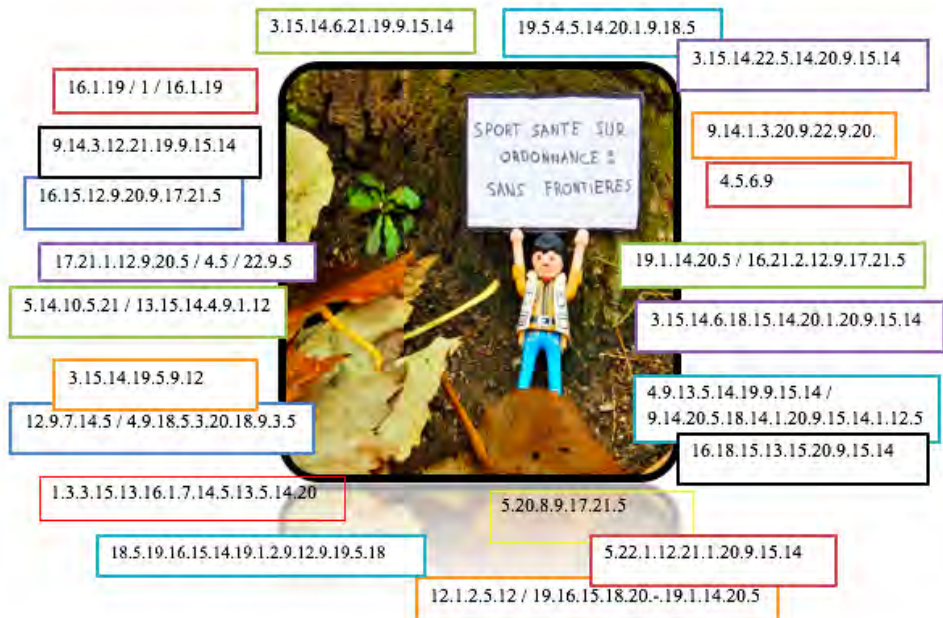 3.15.14.6.21.19.9.15.14
19.5.4.5.14.20.1.9.18.5
3.15.14.22.5.14.20.9.15.14
16.1.19 / 1 / 16.1.19
SPORT SANTE SUR
ORDONNANCE :
SANS FRONTIERES
9.14.1.3.20.9.22.9.20.
9.14.3.12.21.19.9.15.14
4.5.6.9
16.15.12.9.20.9.17.21.5
17.21.1.12.9.20.5 / 4.5 / 22.9.5
19.1.14.20.5 / 16.21.2.12.9.17.21.5
5.14.10.5.21 / 13.15.14.4.9.1.12
3.15.14.6.18.15.14.20.1.20.9.15.14
3.15.14.19.5.9.12
4.9.13.5.14.19.9.15.14 /
9.14.20.5.18.14.1.20.9.15.14.1.12.5
12.9.7.14.5 / 4.9.18.5.3.20.18.9.3.5
16.18.15.13.15.20.9.15.14
1.3.3.15.13.16.1.7.14.5.13.5.14.20
5.20.8.9.17.21.5
18.5.19.16.15.14.19.1.2.9.12.9.19.5.18
5.22.1.12.21.1.20.9.15.14
12.1.2.5.12 / 19.16.15.18.20.-.19.1.14.20.5